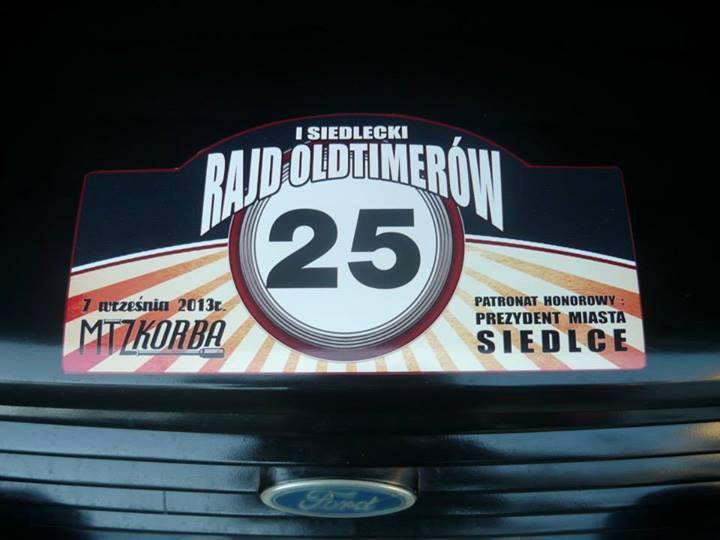 I SIEDLECKI
RAJD OLDTIMERÓW
25
7 września 2013r.
MTZKORBA
PATRONAT HONOROWY :
PREZYDENT MIASTA
SIEDLCE
Ford